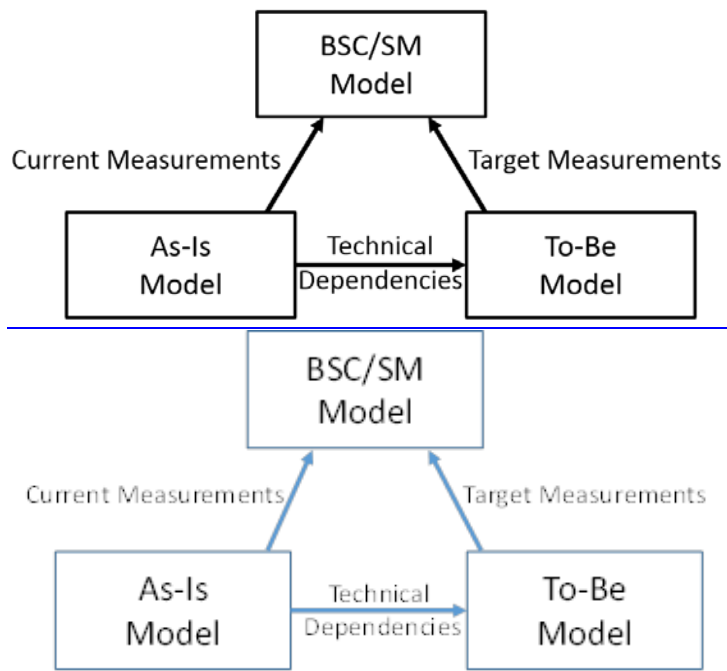 BSC/SM
Model
Current Measurements
Target Measurements
As-Is
Model
Technical
Dependencies
To-Be
Model
BSC/SM
Model
Current Measurements
Target Measurements
As-Is
Model
Technical
Dependencies
To-Be
Model